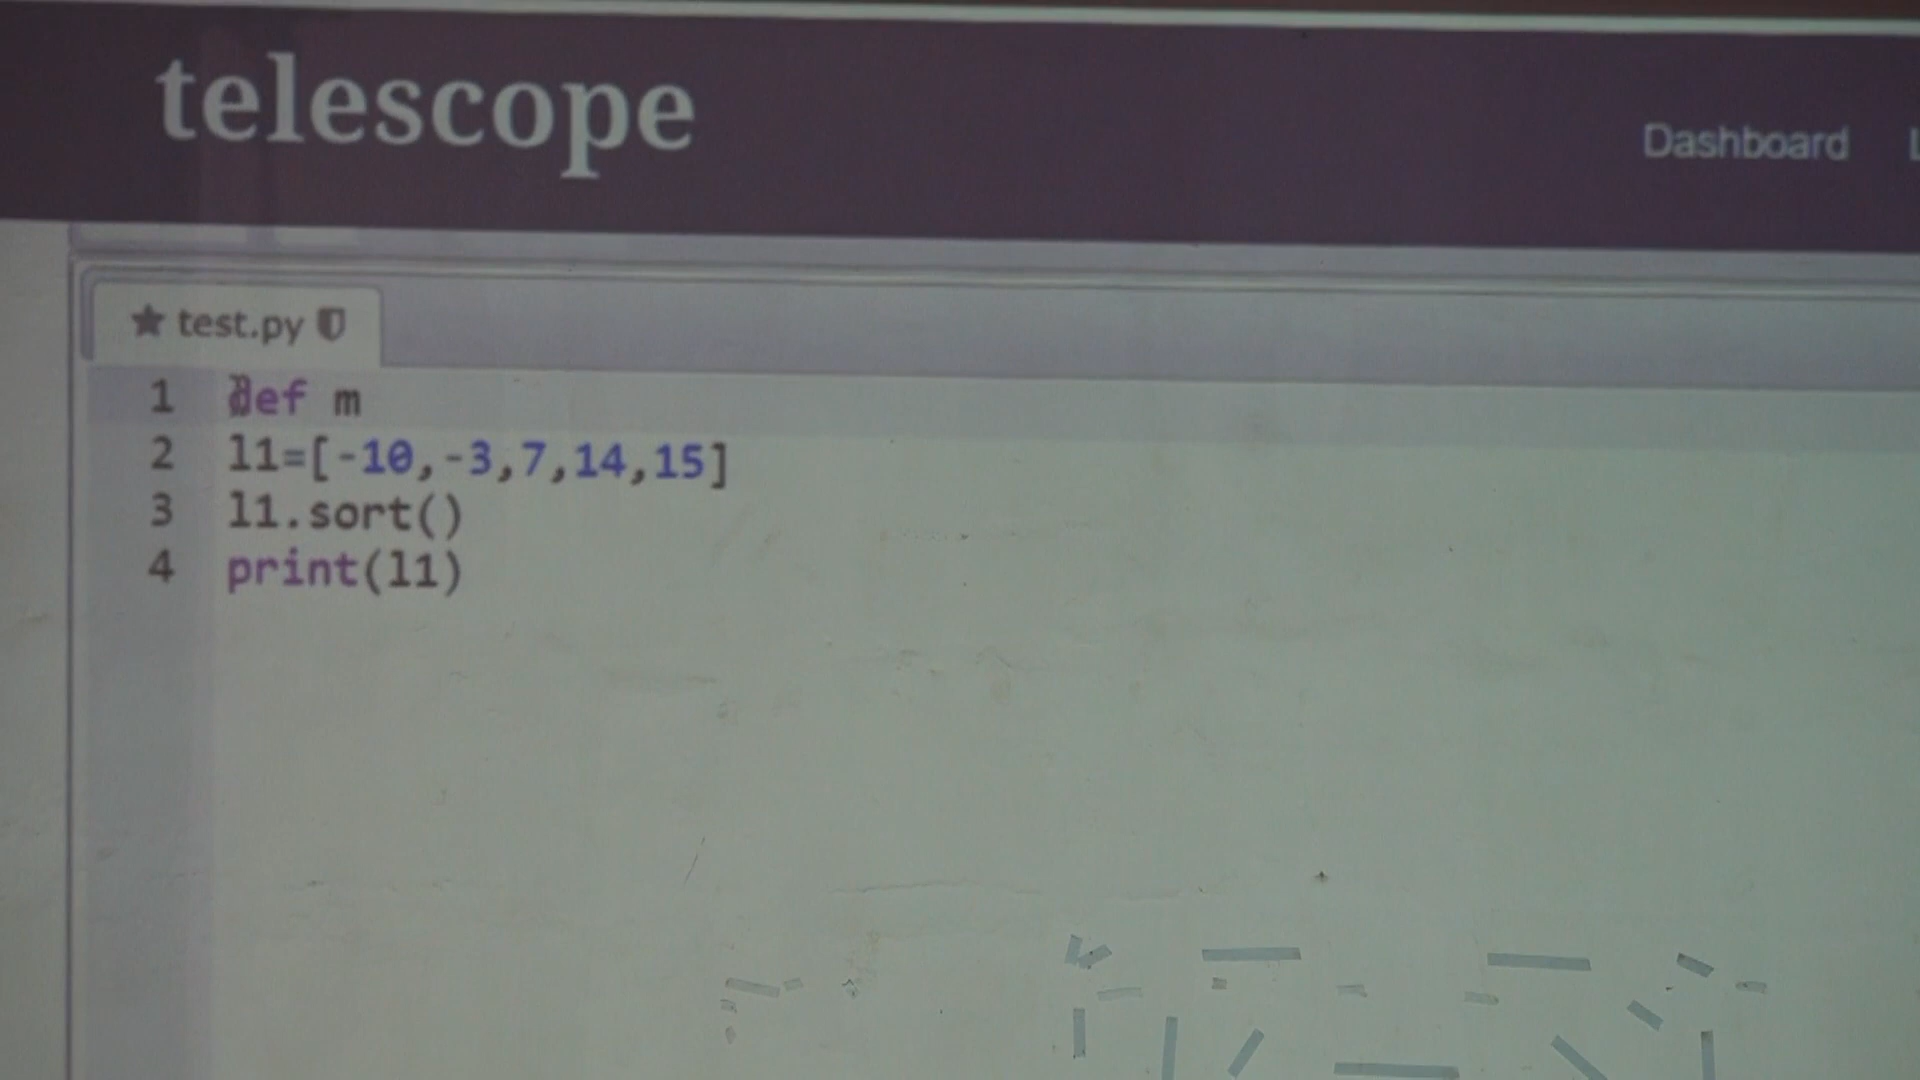 telescope
Dashboard
test.py
1 def m
2 l1=[-10,-3,7,14,15]
3 l1.sort()
4 print(l1)